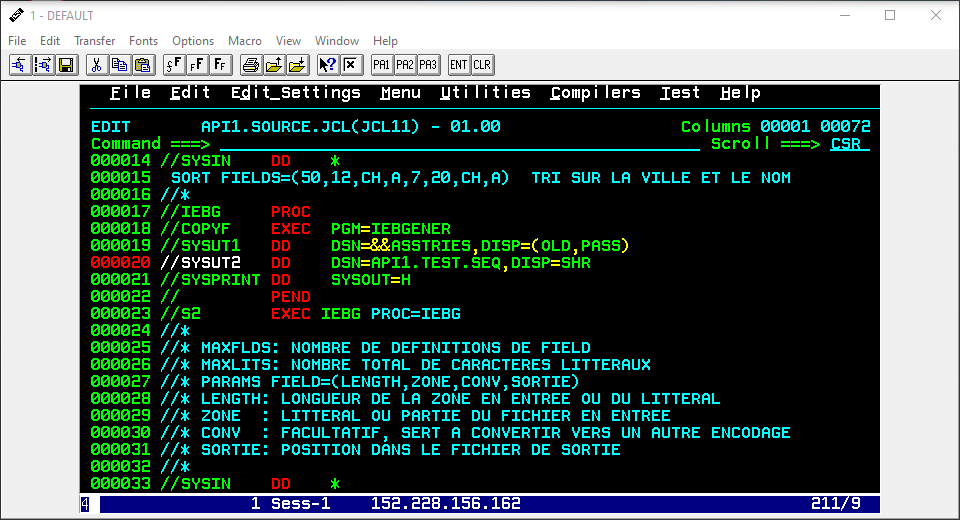 1 - DEFAULT
File Edit Transfer Fonts Options Macro View Window Help
PA1 PA2 PA3 ENT CLR
File Edit Edit_Settings Menu Utilities Compilers Test Help
EDIT API1.SOURCE.JCL(JCL11) - 01.00 Columns 00001 00072
Command ===> Scroll ===> CSR
000014 //SYSIN DD *
000015 SORT FIELDS=(50,12,CH,A,7,20,CH,A) TRI SUR LA VILLE ET LE NOM
000016 //*
000017 //IEBG PROC
000018 //COPYF EXEC PGM=IEBGENER
000019 //SYSUT1 DD DSN=&&ASSTRIES,DISP=(OLD,PASS)
000020 //SYSUT2 DD DSN=API1.TEST.SEQ,DISP=SHR
000021 //SYSPRINT DD SYSOUT=H
000022 // PEND
000023 //S2 EXEC IEBG PROC=IEBG
000024 //*
000025 //* MAXFLDS: NOMBRE DE DEFINITIONS DE FIELD
000026 //* MAXLITS: NOMBRE TOTAL DE CARACTERES LITTERAUX
000027 //* PARAMS FIELD=(LENGTH,ZONE,CONV,SORTIE)
000028 //* LENGTH: LONGUEUR DE LA ZONE EN ENTREE OU DU LITTERAL
000029 //* ZONE : LITTERAL OU PARTIE DU FICHIER EN ENTREE
000030 //* CONV : FACULTATIF, SERT A CONVERTIR VERS UN AUTRE ENCODAGE
000031 //* SORTIE: POSITION DANS LE FICHIER DE SORTIE
000032 //*
000033 //SYSIN DD *
4 1 Sess-1 152.228.156.162 211/9